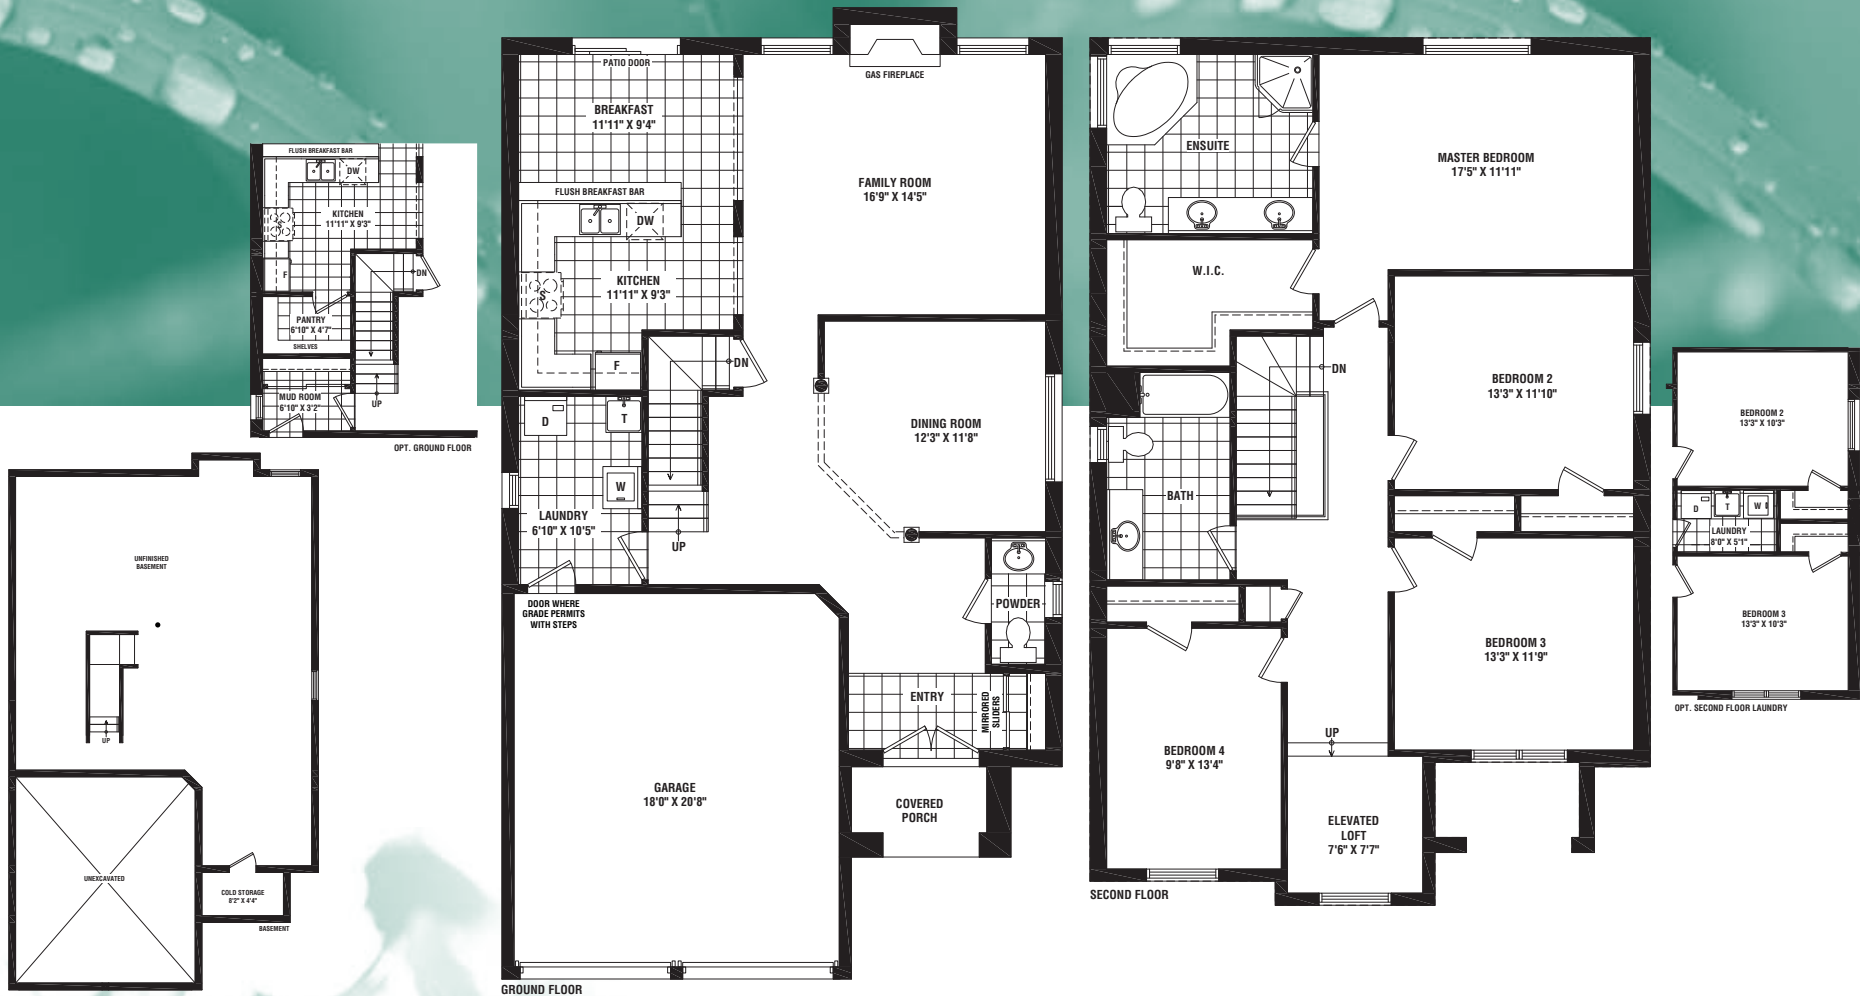 FLUSH BREAKFAST BAR
DW
KITCHEN
11'11" X 9'3"
S
F
DN
PANTRY
6'10" X 4'7"
SHELVES
MUD ROOM
6'10" X 3'2"
UP
OPT. GROUND FLOOR
UNFINISHED
BASEMENT
UP
UNEXCAVATED
COLD STORAGE
8'2" X 4'4"
BASEMENT
PATIO DOOR
GAS FIREPLACE
BREAKFAST
11'11" X 9'4"
FAMILY ROOM
16'9" X 14'5"
FLUSH BREAKFAST BAR
DW
KITCHEN
11'11" X 9'3"
S
F
DN
DINING ROOM
12'3" X 11'8"
D
T
W
LAUNDRY
6'10" X 10'5"
UP
DOOR WHERE
GRADE PERMITS
WITH STEPS
POWDER
ENTRY
MIRRORED
SLIDERS
GARAGE
18'0" X 20'8"
COVERED
PORCH
GROUND FLOOR
ENSUITE
MASTER BEDROOM
17'5" X 11'11"
W.I.C.
DN
BEDROOM 2
13'3" X 11'10"
BATH
BEDROOM 3
13'3" X 11'9"
BEDROOM 4
9'8" X 13'4"
UP
ELEVATED
LOFT
7'6" X 7'7"
SECOND FLOOR
BEDROOM 2
13'3" X 10'3"
D
T
W
LAUNDRY
8'0" X 5'1"
BEDROOM 3
13'3" X 10'3"
OPT. SECOND FLOOR LAUNDRY